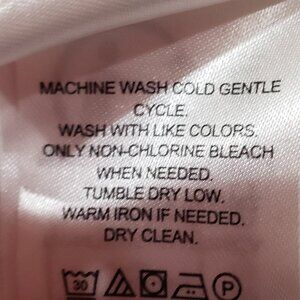 MACHINE WASH COLD GENTLE
CYCLE.
WASH WITH LIKE COLORS.
ONLY NON-CHLORINE BLEACH
WHEN NEEDED.
TUMBLE DRY LOW.
WARM IRON IF NEEDED.
DRY CLEAN.
30 P